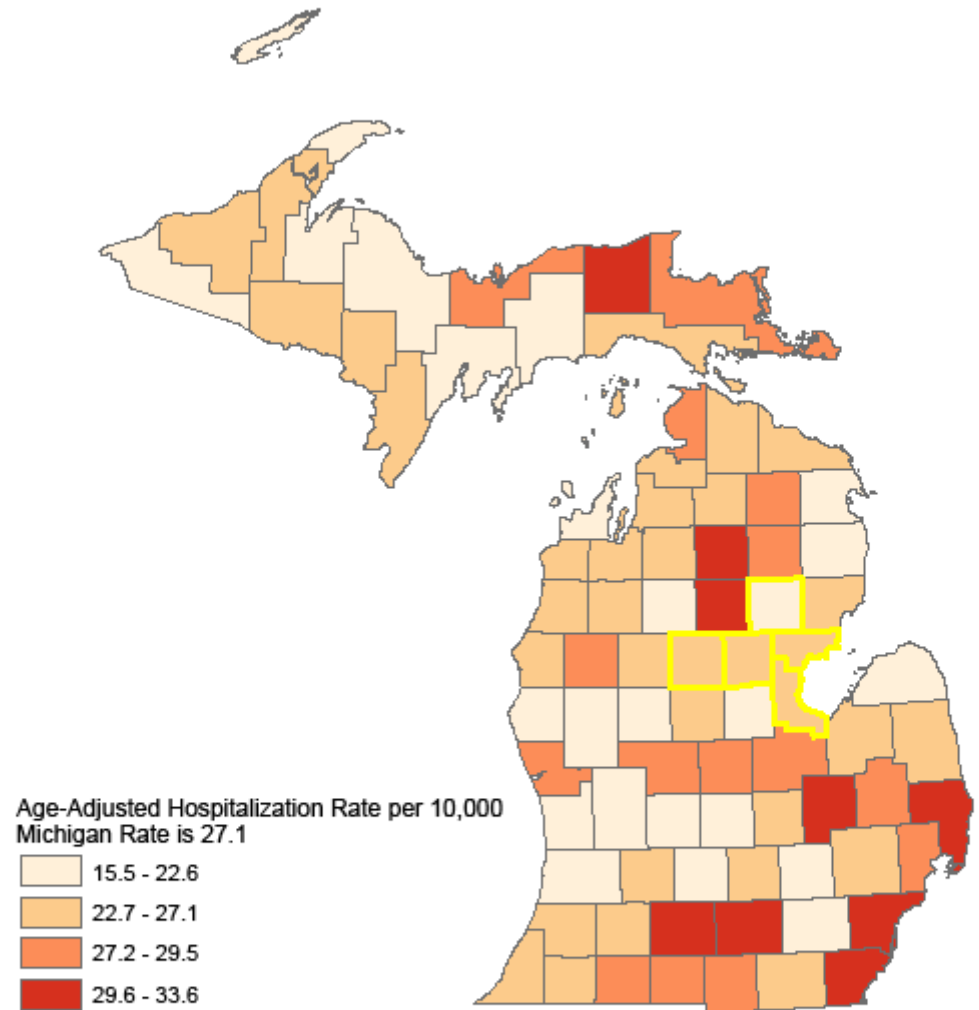 Age-Adjusted Hospitalization Rate per 10,000
Michigan Rate is 27.1
15.5 - 22.6
22.7 - 27.1
27.2 - 29.5
29.6 - 33.6